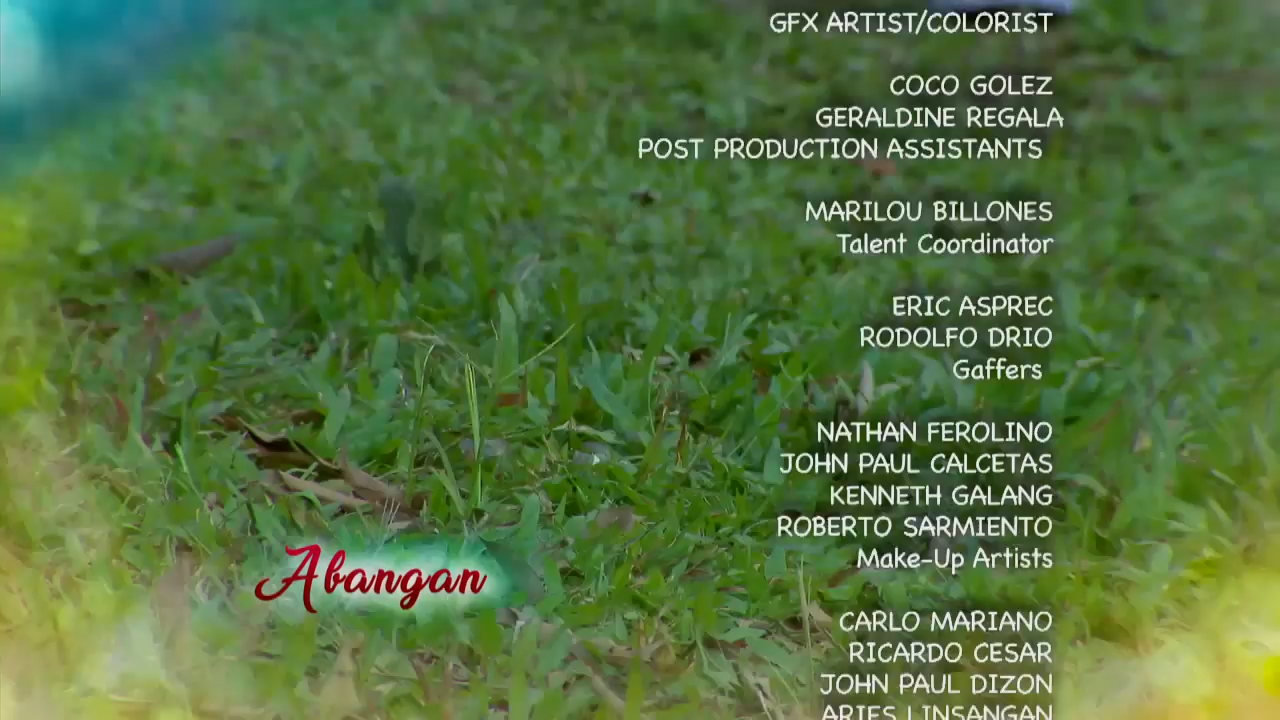 GFX ARTIST/COLORIST
COCO GOLEZ
GERALDINE REGALA
POST PRODUCTION ASSISTANTS
MARILOU BILLONES
Talent Coordinator
ERIC ASPREC
RODOLFO DRIO
Gaffers
NATHAN FEROLINO
JOHN PAUL CALCETAS
KENNETH GALANG
ROBERTO SARMIENTO
Make-Up Artists
Abangan
CARLO MARIANO
RICARDO CESAR
JOHN PAUL DIZON
ARIES LINSANGAN